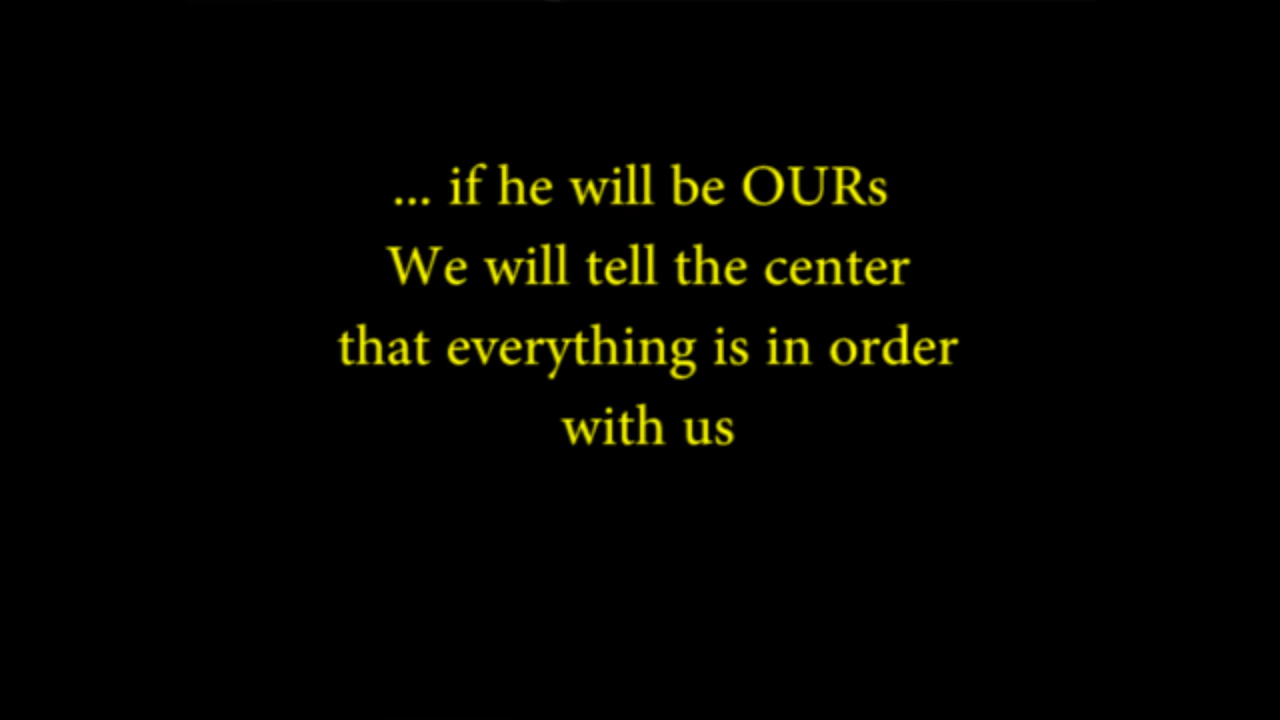 ... if he will be OURs
We will tell the center
that everything is in order
with us